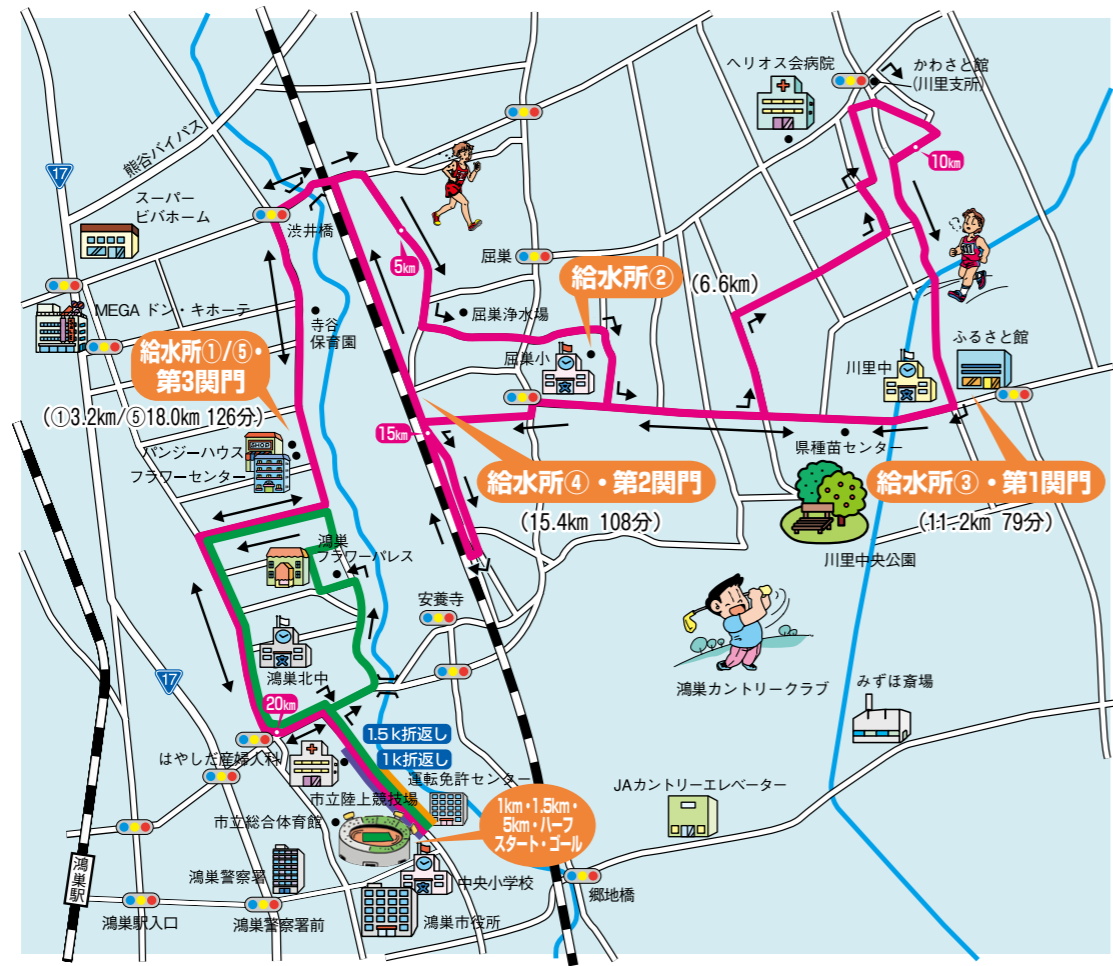 ヘリオス会病院
かわさと館
(川里支所)
熊谷バイパス
17
スーパー
ビバホーム
渋井橋
10km
5km
屈巣
給水所②
(6.6km)
MEGA ドン・キホーテ
寺谷
保育園
屈巣浄水場
給水所①/⑤・
第3関門
(①3.2km/⑤18.0km 126分)
屈巣小
川里中
ふるさと館
15km
県種苗センター
パンジーハウス
フラワーセンター
給水所④・第2関門
(15.4km 108分)
給水所③・第1関門
(11.2km 79分)
川里中央公園
鴻巣
フラワーパレス
安養寺
鴻巣カントリークラブ
みずほ斎場
鴻巣北中
17
20km
はやしだ産婦人科
1.5k折返し
1k折返し
運転免許センター
市立陸上競技場
市立総合体育館
1km・1.5km・
5km・ハーフ
スタート・ゴール
JAカントリーエレベーター
鴻巣駅
鴻巣警察署
中央小学校
郷地橋
鴻巣駅入口
鴻巣警察署前
鴻巣市役所